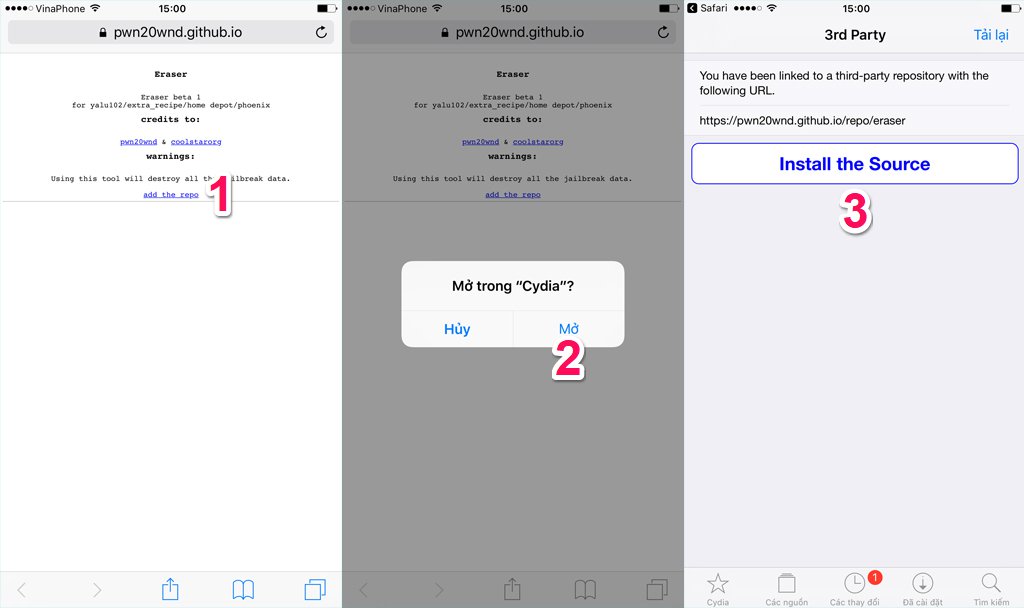 VinaPhone 15:00
pwn20wnd.github.io
Eraser
Eraser beta 1
for yalu102/extra_recipe/home depot/phoenix
credits to:
pwn20wnd & coolstarorg
warnings:
Using this tool will destroy all the jailbreak data.
add the repo
1
VinaPhone 15:00
pwn20wnd.github.io
Eraser
Eraser beta 1
for yalu102/extra_recipe/home depot/phoenix
credits to:
pwn20wnd & coolstarorg
warnings:
Using this tool will destroy all the jailbreak data.
add the repo
Mở trong “Cydia”?
Hủy Mở
2
Safari 15:00
3rd Party Tải lại
You have been linked to a third-party repository with the
following URL.
https://pwn20wnd.github.io/repo/eraser
Install the Source
3
1
Cydia Các nguồn Các thay đổi Đã cài đặt Tìm kiếm